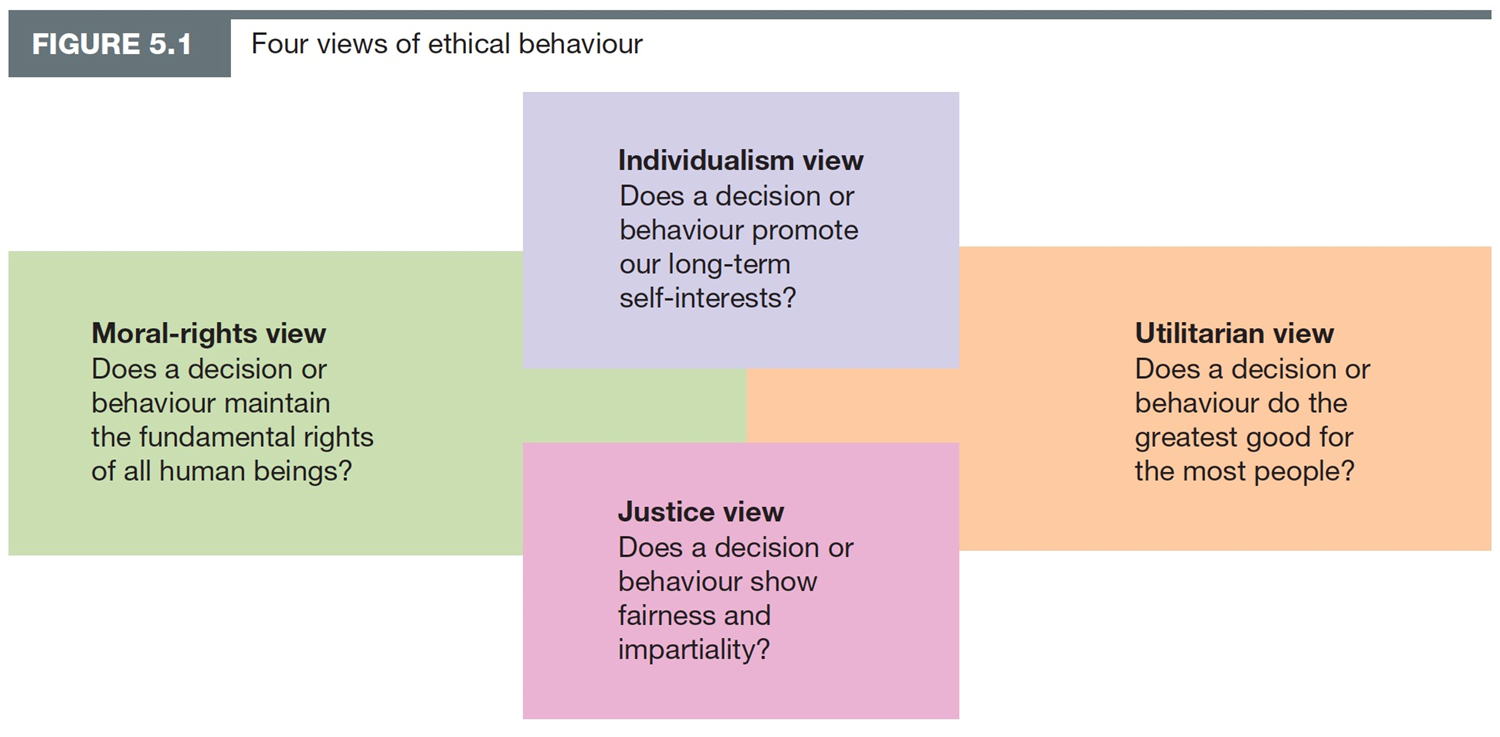 FIGURE 5.1 Four views of ethical behaviour
Individualism view
Does a decision or
behaviour promote
our long-term
self-interests?
Moral-rights view
Does a decision or
behaviour maintain
the fundamental rights
of all human beings?
Utilitarian view
Does a decision or
behaviour do the
greatest good for
the most people?
Justice view
Does a decision or
behaviour show
fairness and
impartiality?